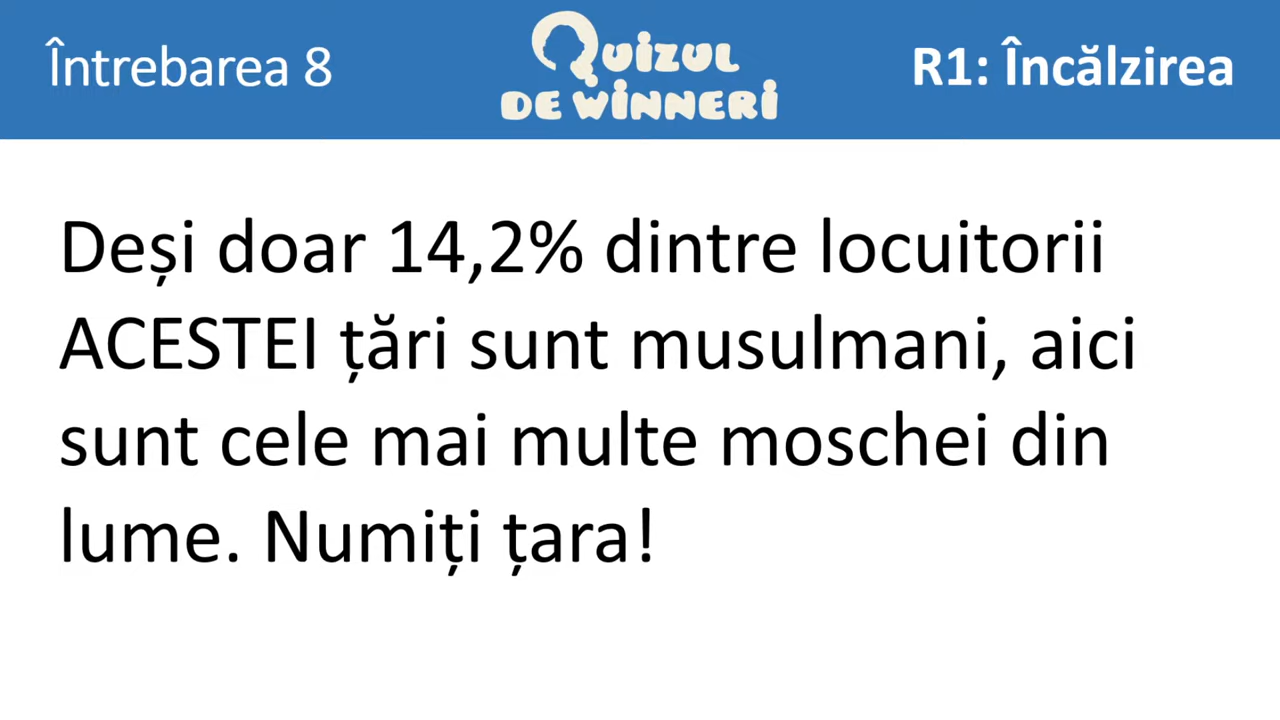 Întrebarea 8
QUIZUL
DE WINNERI
R1: Încălzirea
Deși doar 14,2% dintre locuitorii
ACESTEI țări sunt musulmani, aici
sunt cele mai multe moschei din
lume. Numiți țara!